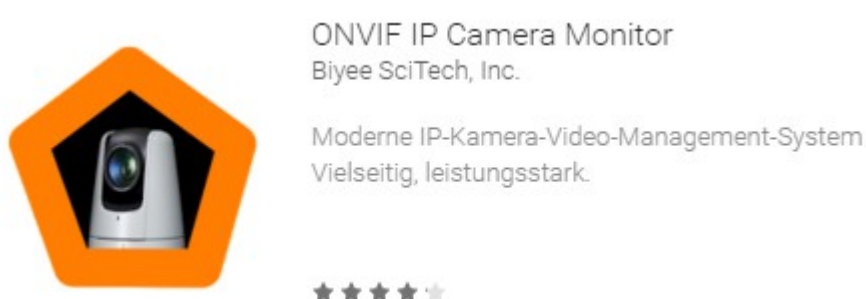 ONVIF IP Camera Monitor
Biyee SciTech, Inc.
Moderne IP-Kamera-Video-Management-System
Vielseitig, leistungsstark.